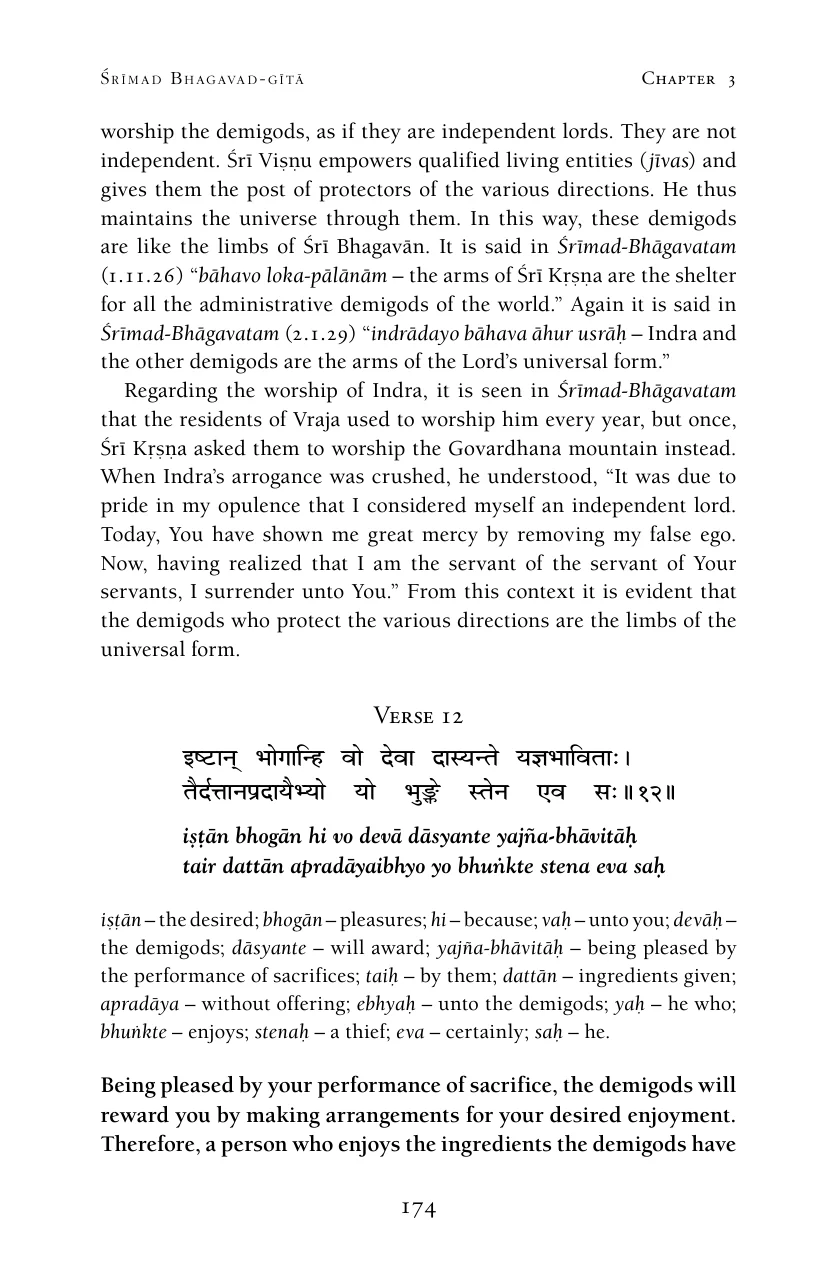 Śrīmad Bhagavad-gītā Chapter 3
worship the demigods, as if they are independent lords. They are not
independent. Śrī Viṣṇu empowers qualified living entities (jīvas) and
gives them the post of protectors of the various directions. He thus
maintains the universe through them. In this way, these demigods
are like the limbs of Śrī Bhagavān. It is said in Śrīmad-Bhāgavatam
(1.11.26) “bāhavo loka-pālānām – the arms of Śrī Kṛṣṇa are the shelter
for all the administrative demigods of the world.” Again it is said in
Śrīmad-Bhāgavatam (2.1.29) “indrādayo bāhava āhur usrāḥ – Indra and
the other demigods are the arms of the Lord’s universal form.”
Regarding the worship of Indra, it is seen in Śrīmad-Bhāgavatam
that the residents of Vraja used to worship him every year, but once,
Śrī Kṛṣṇa asked them to worship the Govardhana mountain instead.
When Indra’s arrogance was crushed, he understood, “It was due to
pride in my opulence that I considered myself an independent lord.
Today, You have shown me great mercy by removing my false ego.
Now, having realized that I am the servant of the servant of Your
servants, I surrender unto You.” From this context it is evident that
the demigods who protect the various directions are the limbs of the
universal form.
Verse 12
इष्टान् भोगान्हि वो देवा दास्यन्ते यज्ञभाविताः।
तैर्दत्तानप्रदायैभ्यो यो भुङ्क्ते स्तेन एव सः॥१२॥
iṣṭān bhogān hi vo devā dāsyante yajña-bhāvitāḥ
tair dattān apradāyaibhyo yo bhuṅkte stena eva saḥ
iṣṭān – the desired; bhogān – pleasures; hi – because; vaḥ – unto you; devāḥ –
the demigods; dāsyante – will award; yajña-bhāvitāḥ – being pleased by
the performance of sacrifices; taiḥ – by them; dattān – ingredients given;
apradāya – without offering; ebhyaḥ – unto the demigods; yaḥ – he who;
bhuṅkte – enjoys; stenaḥ – a thief; eva – certainly; saḥ – he.
Being pleased by your performance of sacrifice, the demigods will
reward you by making arrangements for your desired enjoyment.
Therefore, a person who enjoys the ingredients the demigods have
174